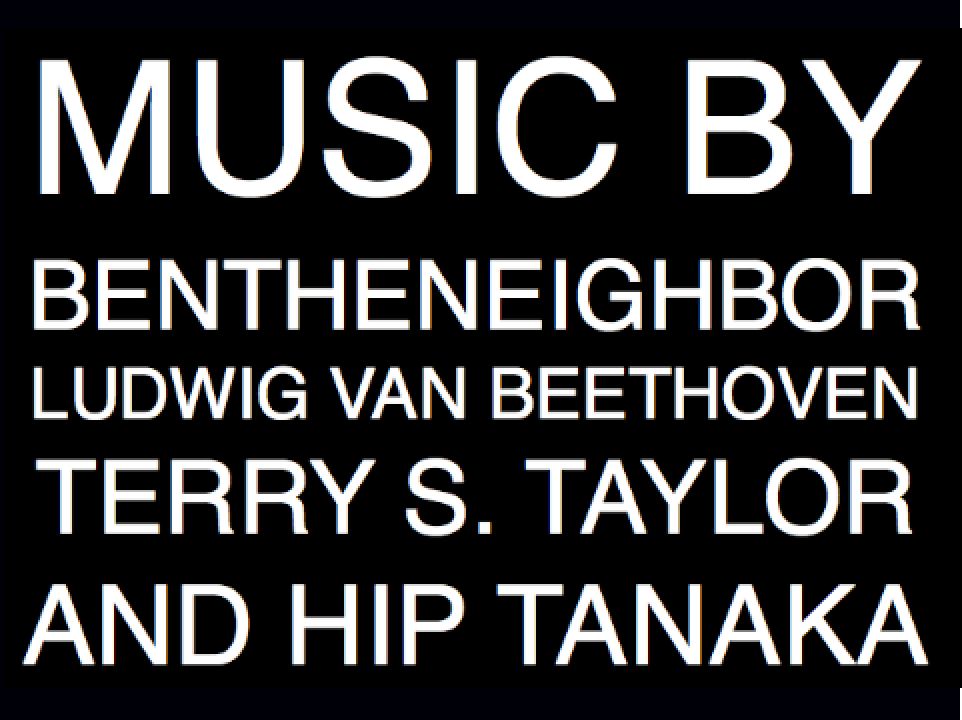 MUSIC BY
BENTHENEIGHBOR
LUDWIG VAN BEETHOVEN
TERRY S. TAYLOR
AND HIP TANAKA